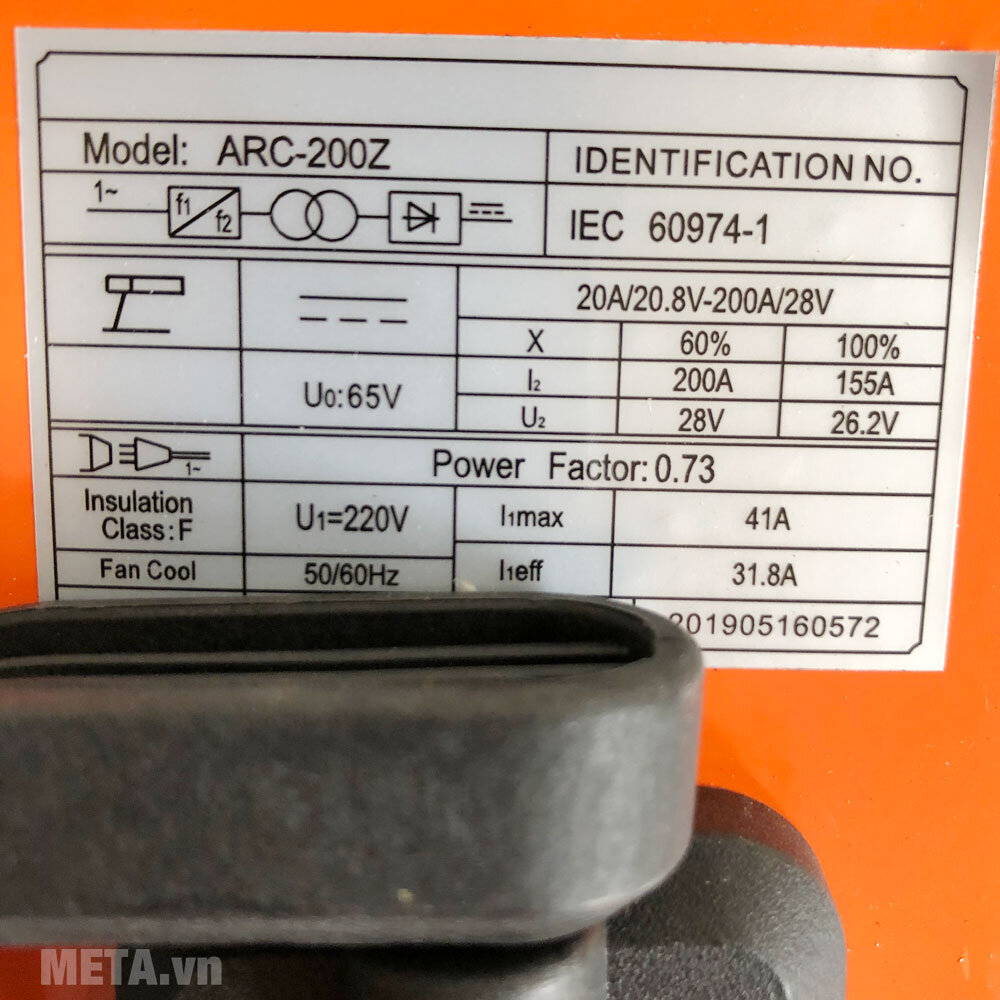 Model: ARC-200Z
IDENTIFICATION NO.
1~ f1 f2
IEC 60974-1
20A/20.8V-200A/28V
X 60% 100%
U0:65V
I2 200A 155A
U2 28V 26.2V
1~
Power Factor: 0.73
Insulation
Class: F
U1=220V
I1max 41A
Fan Cool
50/60Hz
I1eff 31.8A
201905160572
META.vn